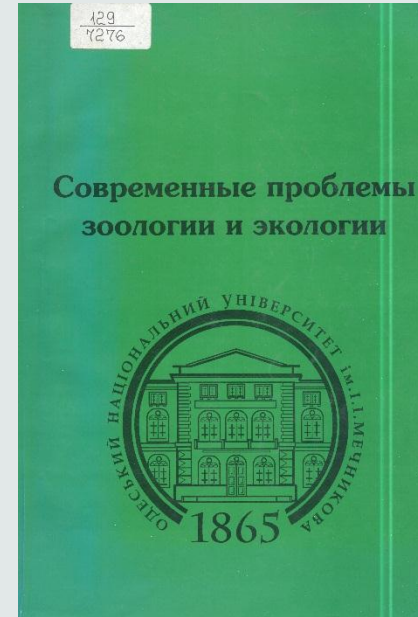 129
7276
Современные проблемы
зоологии и экологии
ОДЕСЬКИЙ НАЦІОНАЛЬНИЙ УНІВЕРСИТЕТ ім.І.І.МЕЧНИКОВА
1865